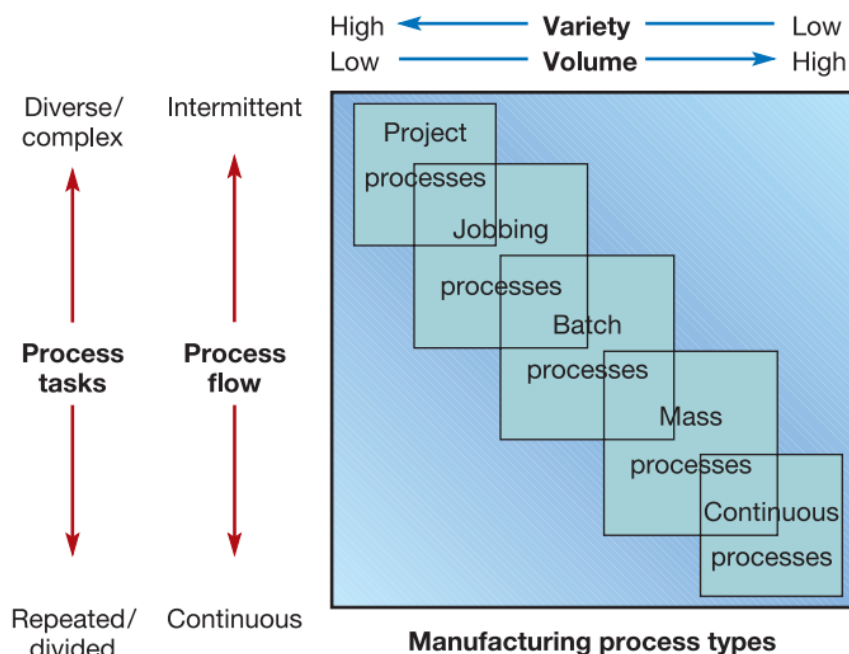 High Variety Low
Low Volume High
Diverse/
complex
Intermittent
Project
processes
Jobbing
processes
Batch
processes
Mass
processes
Continuous
processes
Process
tasks
Process
flow
Repeated/
divided
Continuous
Manufacturing process types